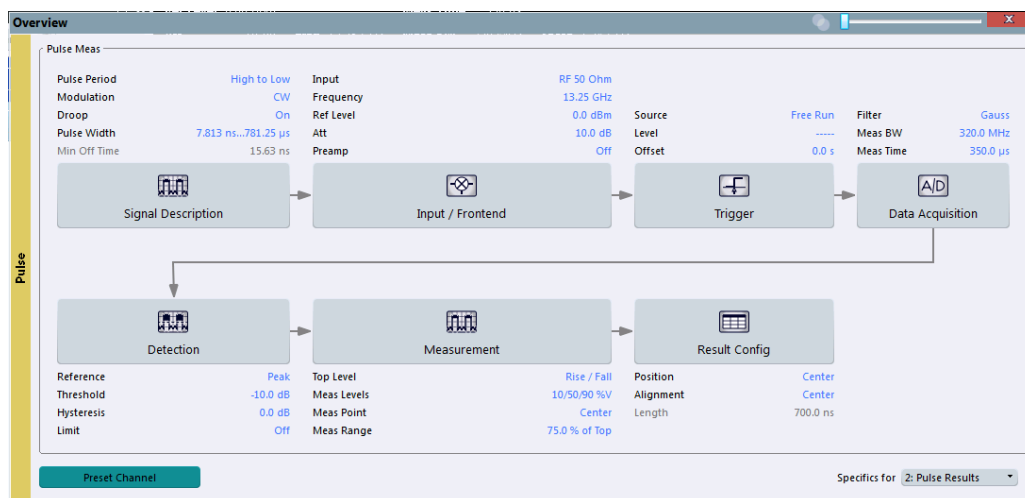 Overview
Pulse Meas
Pulse Period High to Low
Modulation CW
Droop On
Pulse Width 7.813 ns...781.25 µs
Min Off Time 15.63 ns
Input RF 50 Ohm
Frequency 13.25 GHz
Ref Level 0.0 dBm
Att 10.0 dB
Preamp Off
Source Free Run
Level -----
Offset 0.0 s
Filter Gauss
Meas BW 320.0 MHz
Meas Time 350.0 µs
Signal Description
Input / Frontend
Trigger
A/D
Data Acquisition
Pulse
Detection
Measurement
Result Config
Reference Peak
Threshold -10.0 dB
Hysteresis 0.0 dB
Limit Off
Top Level Rise / Fall
Meas Levels 10/50/90 %V
Meas Point Center
Meas Range 75.0 % of Top
Position Center
Alignment Center
Length 700.0 ns
Preset Channel
Specifics for 2: Pulse Results